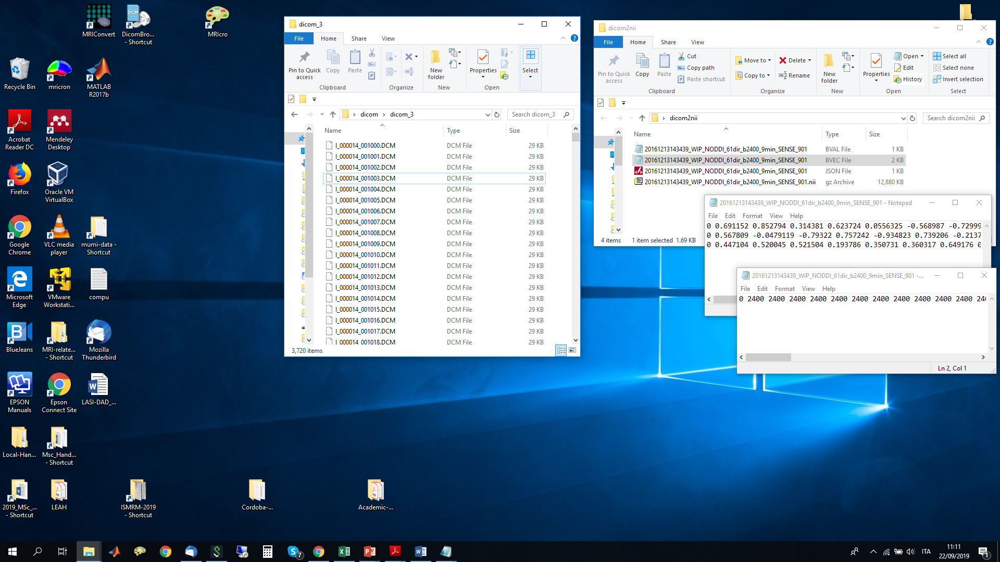 MRIConvert
DicomBro...
- Shortcut
MRIcro
Recycle Bin
mricron
MATLAB
R2017b
Acrobat
Reader DC
Mendeley
Desktop
Firefox
Oracle VM
VirtualBox
Google
Chrome
VLC media
player
mumi-data -
Shortcut
Microsoft
Edge
VMware
Workstati...
compu
BlueJeans
MRI-relate...
- Shortcut
Mozilla
Thunderbird
EPSON
Manuals
Epson
Connect Site
LASI-DAD_...
Local-Han...
Msc_Hand...
- Shortcut
2019_MSc_...
- Shortcut
LEAH
ISMRM-2019
- Shortcut
Cordoba-...
Academic-...
dicom_3
File Home Share View
Pin to Quick
access
Copy
Paste
New
folder
Properties
Select
Clipboard Organize New Open
dicom dicom_3
Search dicom_3
Name Type Size
I_000014_001000.DCM DCM File 29 KB
I_000014_001001.DCM DCM File 29 KB
I_000014_001002.DCM DCM File 29 KB
I_000014_001003.DCM DCM File 29 KB
I_000014_001004.DCM DCM File 29 KB
I_000014_001005.DCM DCM File 29 KB
I_000014_001006.DCM DCM File 29 KB
I_000014_001007.DCM DCM File 29 KB
I_000014_001008.DCM DCM File 29 KB
I_000014_001009.DCM DCM File 29 KB
I_000014_001010.DCM DCM File 29 KB
I_000014_001011.DCM DCM File 29 KB
I_000014_001012.DCM DCM File 29 KB
I_000014_001013.DCM DCM File 29 KB
I_000014_001014.DCM DCM File 29 KB
I_000014_001015.DCM DCM File 29 KB
I_000014_001016.DCM DCM File 29 KB
I_000014_001017.DCM DCM File 29 KB
I_000014_001018.DCM DCM File 29 KB
3,720 items
dicom2nii
File Home Share View
Pin to Quick
access
Copy
Paste
Cut
Copy path
Paste shortcut
Move to
Copy to
Delete
Rename
New
folder
Properties
Open
Edit
History
Select all
Select none
Invert selection
Clipboard Organize New Open Select
dicom2nii
Search dicom2nii
Name Type Size
20161213143439_WIP_NODDI_61dir_b2400_9min_SENSE_901 BVAL File 1 KB
20161213143439_WIP_NODDI_61dir_b2400_9min_SENSE_901 BVEC File 2 KB
20161213143439_WIP_NODDI_61dir_b2400_9min_SENSE_901 JSON File 1 KB
20161213143439_WIP_NODDI_61dir_b2400_9min_SENSE_901.nii gz Archive 12,880 KB
4 items 1 item selected 1.69 KB
20161213143439_WIP_NODDI_61dir_b2400_9min_SENSE_901 - Notepad
File Edit Format View Help
0 0.691152 0.852794 0.314381 0.623724 0.0556325 -0.568987 -0.72999
0 0.567809 -0.0479119 -0.79322 0.757242 -0.934823 0.739206 -0.2137
0 0.447104 0.520045 0.521504 0.193786 0.350731 0.360317 0.649176 0
20161213143439_WIP_NODDI_61dir_b2400_9min_SENSE_901 -...
File Edit Format View Help
0 2400 2400 2400 2400 2400 2400 2400 2400 2400 2400 2400 240
Ln 2, Col 1
7
ITA
11:11
22/09/2019
1